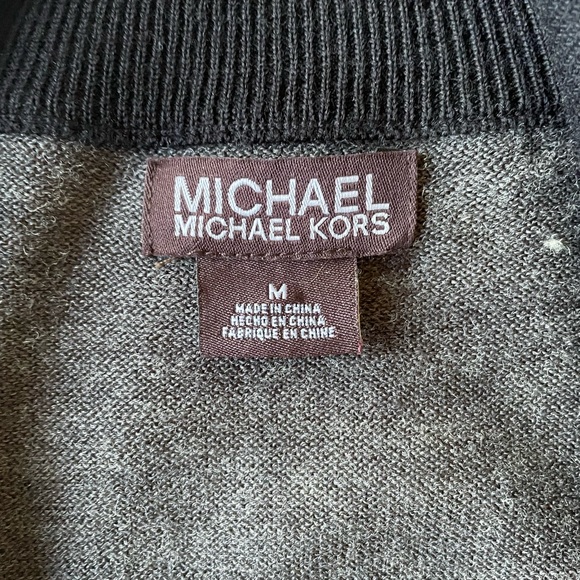 MICHAEL
MICHAEL KORS
M
MADE IN CHINA
HECHO EN CHINA
FABRIQUE EN CHINE